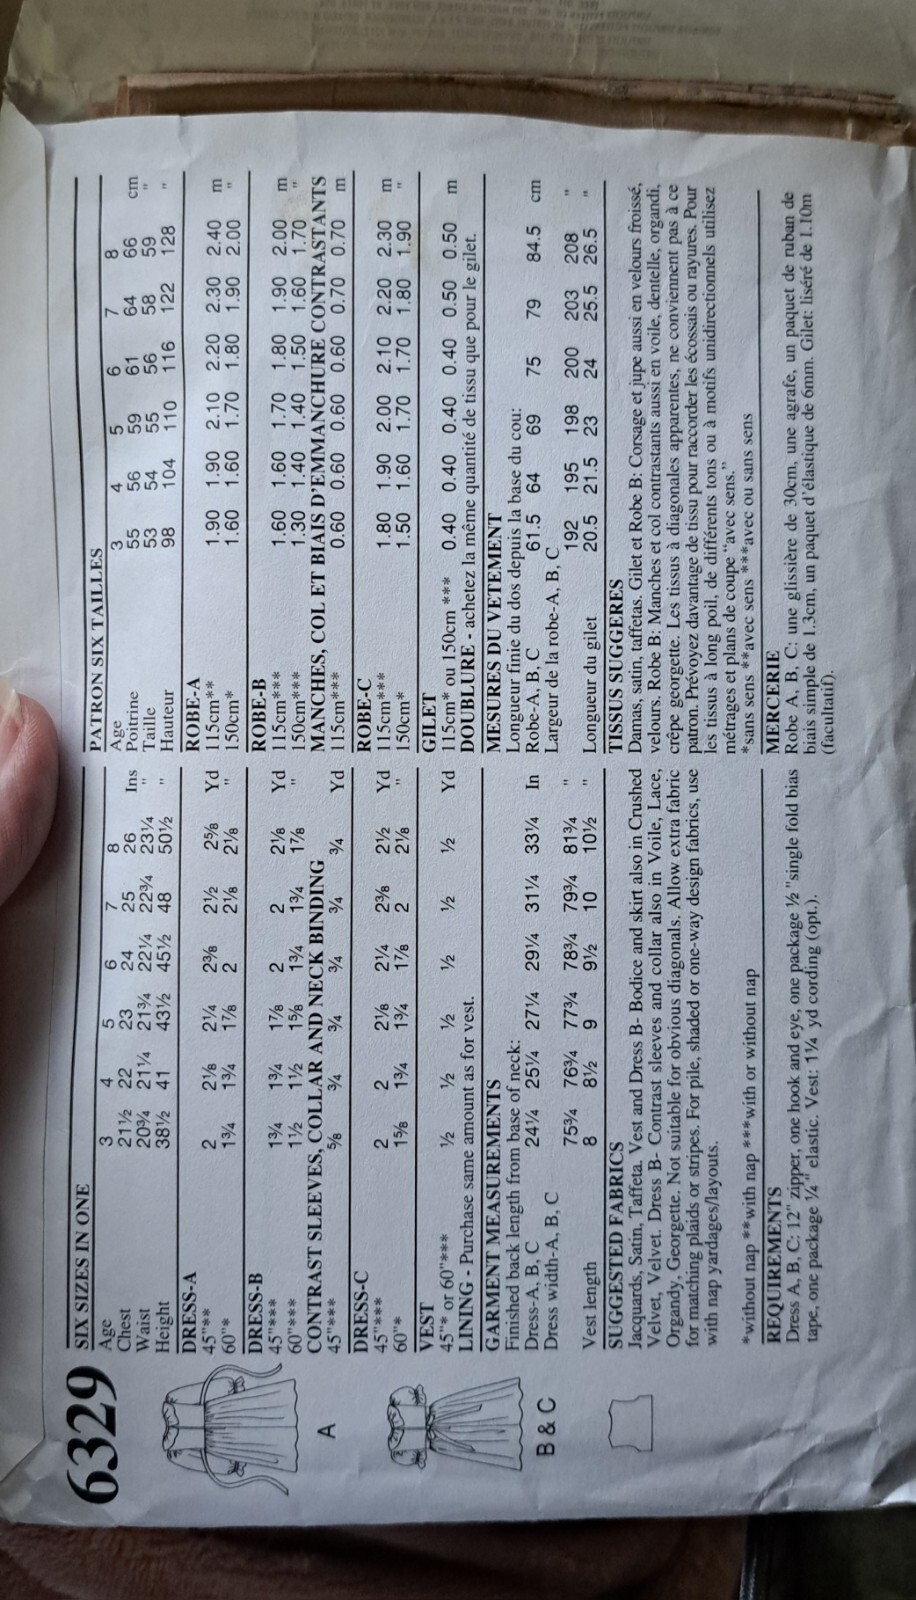 6329
SIX SIZES IN ONE
Age 3 4 5 6 7 8
Chest 21½ 22 23 24 25 26 Ins
Waist 20¾ 21¼ 21¾ 22¼ 22¾ 23¼ "
Height 38½ 41 43½ 45½ 48 50½ "
DRESS-A
45"** 2 2⅛ 2¼ 2⅜ 2½ 2⅝ Yd
60"* 1¾ 1¾ 1⅞ 2 2⅛ 2⅛ "
DRESS-B
45"*** 1¾ 1¾ 1⅞ 2 2 2⅛ Yd
60"*** 1½ 1½ 1⅝ 1¾ 1¾ 1⅞ "
CONTRAST SLEEVES, COLLAR AND NECK BINDING
45"*** ⅝ ¾ ¾ ¾ ¾ ¾ Yd
DRESS-C
45"*** 2 2 2⅛ 2¼ 2⅜ 2½ Yd
60"* 1⅝ 1¾ 1¾ 1⅞ 2 2⅛ "
VEST
45"* or 60"*** ½ ½ ½ ½ ½ ½ Yd
LINING - Purchase same amount as for vest.
GARMENT MEASUREMENTS
Finished back length from base of neck:
Dress-A, B, C 24¼ 25¼ 27¼ 29¼ 31¼ 33¼ In
Dress width-A, B, C
75¾ 76¾ 77¾ 78¾ 79¾ 81¾ "
Vest length 8 8½ 9 9½ 10 10½ "
SUGGESTED FABRICS
Jacquards, Satin, Taffeta. Vest and Dress B- Bodice and skirt also in Crushed
Velvet, Velvet. Dress B- Contrast sleeves and collar also in Voile, Lace,
Organdy, Georgette. Not suitable for obvious diagonals. Allow extra fabric
for matching plaids or stripes. For pile, shaded or one-way design fabrics, use
with nap yardages/layouts.
*without nap **with nap ***with or without nap
REQUIREMENTS
Dress A, B, C: 12" zipper, one hook and eye, one package ½ "single fold bias
tape, one package ¼ " elastic. Vest: 1¼ yd cording (opt.).
A
B & C
PATRON SIX TAILLES
Age 3 4 5 6 7 8
Poitrine 55 56 59 61 64 66 cm
Taille 53 54 55 56 58 59 "
Hauteur 98 104 110 116 122 128 "
ROBE-A
115cm** 1.90 1.90 2.10 2.20 2.30 2.40 m
150cm* 1.60 1.60 1.70 1.80 1.90 2.00 "
ROBE-B
115cm*** 1.60 1.60 1.70 1.80 1.90 2.00 m
150cm*** 1.30 1.40 1.40 1.50 1.60 1.70 "
MANCHES, COL ET BIAIS D'EMMANCHURE CONTRASTANTS
115cm*** 0.60 0.60 0.60 0.60 0.70 0.70 m
ROBE-C
115cm*** 1.80 1.90 2.00 2.10 2.20 2.30 m
150cm* 1.50 1.60 1.70 1.70 1.80 1.90 "
GILET
115cm* ou 150cm *** 0.40 0.40 0.40 0.40 0.50 0.50 m
DOUBLURE - achetez la même quantité de tissu que pour le gilet.
MESURES DU VETEMENT
Longueur finie du dos depuis la base du cou:
Robe-A, B, C 61.5 64 69 75 79 84.5 cm
Largeur de la robe-A, B, C
192 195 198 200 203 208 "
Longueur du gilet 20.5 21.5 23 24 25.5 26.5 "
TISSUS SUGGERES
Damas, satin, taffetas. Gilet et Robe B: Corsage et jupe aussi en velours froissé,
velours. Robe B: Manches et col contrastants aussi en voile, dentelle, organdi,
crêpe georgette. Les tissus à diagonales apparentes, ne conviennent pas à ce
patron. Prévoyez davantage de tissu pour raccorder les écossais ou rayures. Pour
les tissus à long poil, de différents tons ou à motifs unidirectionnels utilisez
métrages et plans de coupe "avec sens."
*sans sens **avec sens ***avec ou sans sens
MERCERIE
Robe A, B, C: une glissière de 30cm, une agrafe, un paquet de ruban de
biais simple de 1.3cm, un paquet d'élastique de 6mm. Gilet: liséré de 1.10m
(facultatif).